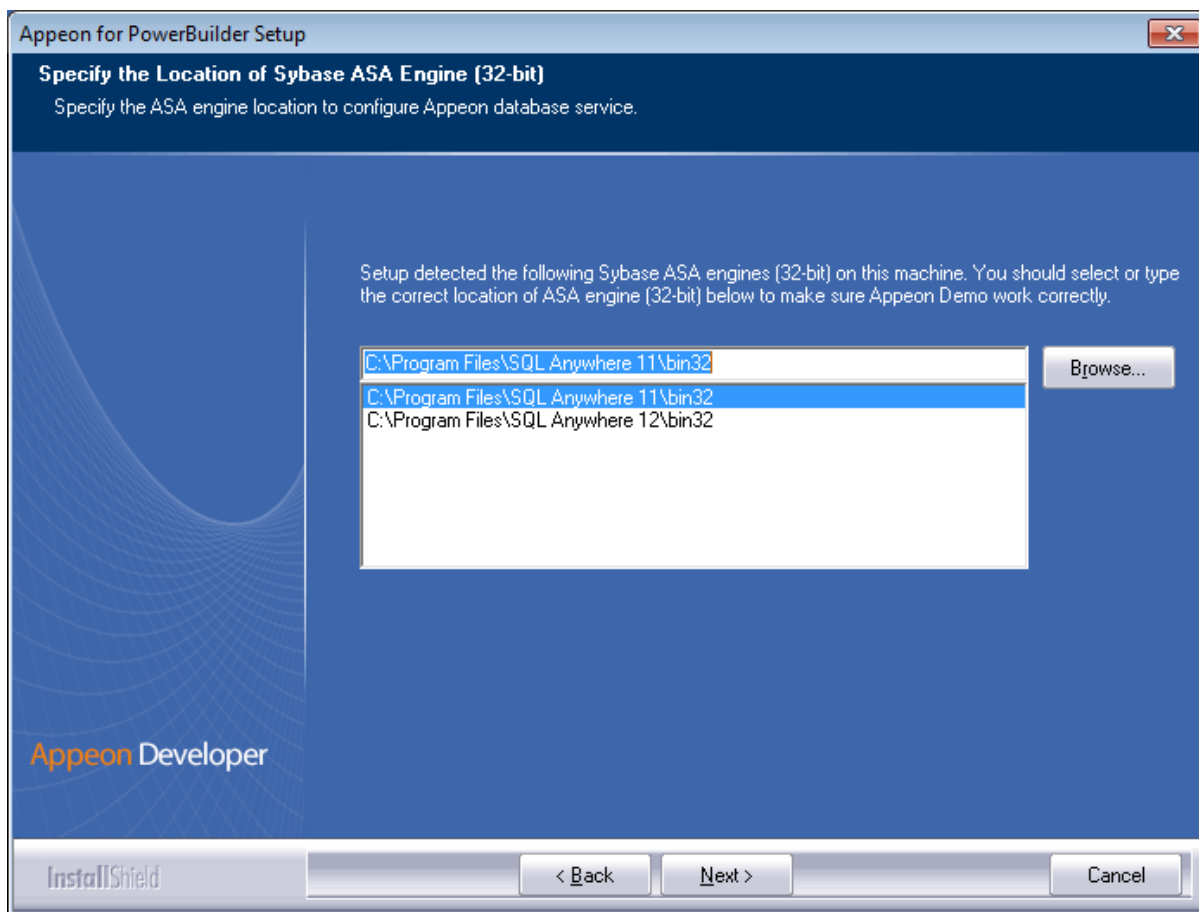 Appeon for PowerBuilder Setup
Specify the Location of Sybase ASA Engine (32-bit)
Specify the ASA engine location to configure Appeon database service.
Setup detected the following Sybase ASA engines (32-bit) on this machine. You should select or type
the correct location of ASA engine (32-bit) below to make sure Appeon Demo work correctly.
C:\Program Files\SQL Anywhere 11\bin32
Browse...
C:\Program Files\SQL Anywhere 11\bin32
C:\Program Files\SQL Anywhere 12\bin32
Appeon Developer
InstallShield
< Back
Next >
Cancel